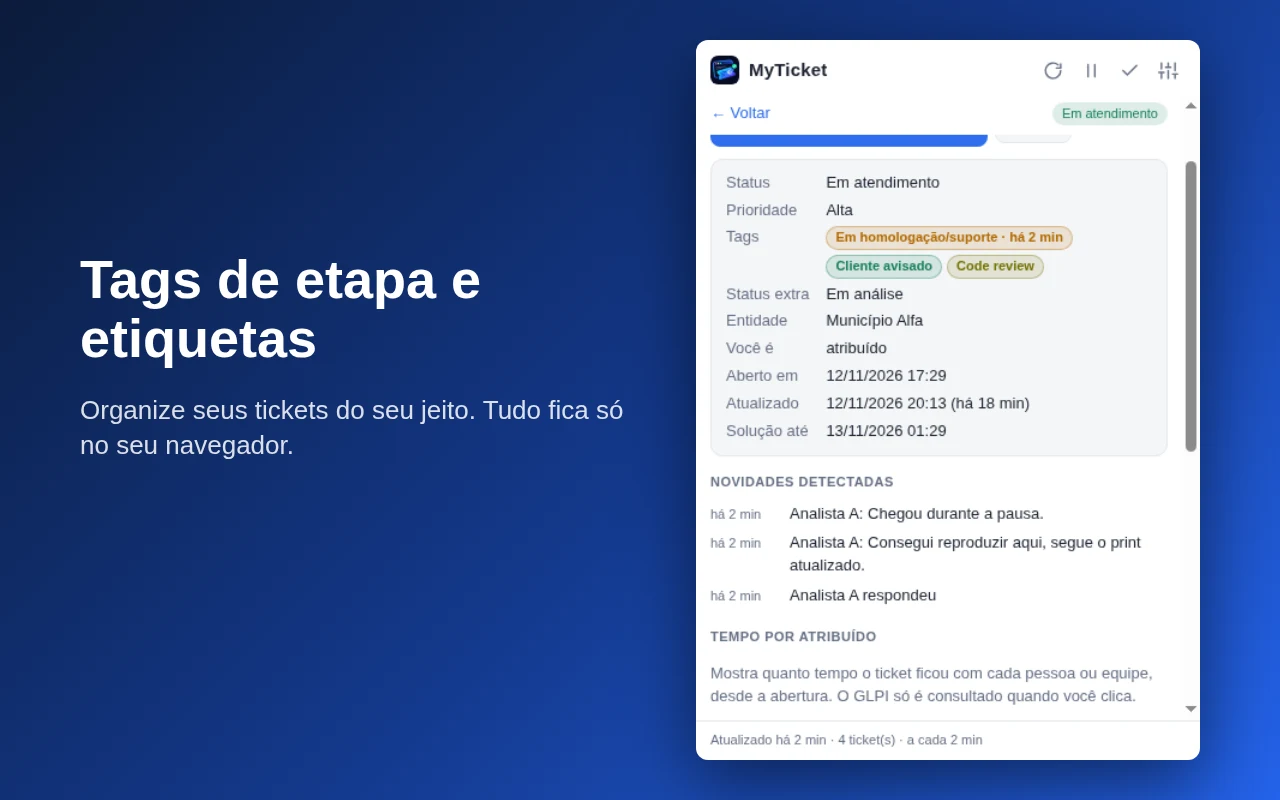 Tags de etapa e
etiquetas
Organize seus tickets do seu jeito. Tudo fica só
no seu navegador.
MyTicket
← Voltar
Em atendimento
Status Em atendimento
Prioridade Alta
Tags Em homologação/suporte · há 2 min
Cliente avisado Code review
Status extra Em análise
Entidade Município Alfa
Você é atribuído
Aberto em 12/11/2026 17:29
Atualizado 12/11/2026 20:13 (há 18 min)
Solução até 13/11/2026 01:29
NOVIDADES DETECTADAS
há 2 min Analista A: Chegou durante a pausa.
há 2 min Analista A: Consegui reproduzir aqui, segue o print
atualizado.
há 2 min Analista A respondeu
TEMPO POR ATRIBUÍDO
Mostra quanto tempo o ticket ficou com cada pessoa ou equipe,
desde a abertura. O GLPI só é consultado quando você clica.
Atualizado há 2 min · 4 ticket(s) · a cada 2 min